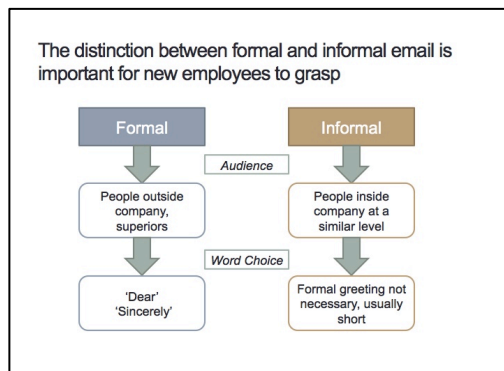 The distinction between formal and informal email is
important for new employees to grasp
Formal
Informal
Audience
People outside
company,
superiors
People inside
company at a
similar level
Word Choice
‘Dear’
‘Sincerely’
Formal greeting not
necessary, usually
short